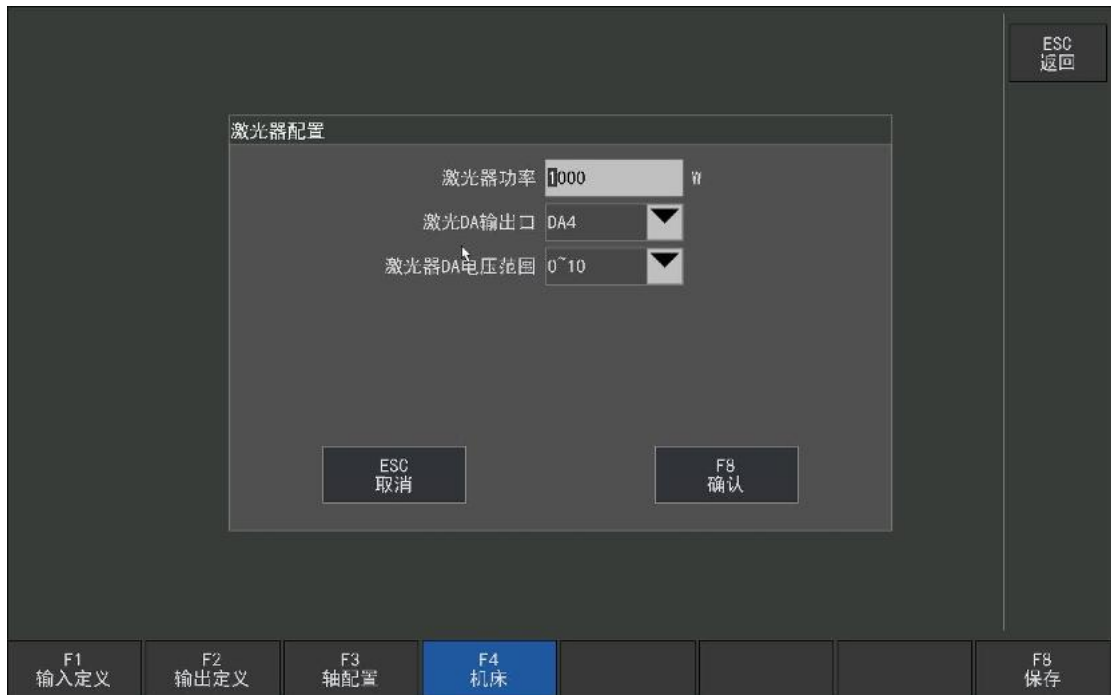 ESC
返回
激光器配置
激光器功率 1000 W
激光DA输出口 DA4
激光器DA电压范围 0~10
ESC
取消
F8
确认
F1
输入定义
F2
输出定义
F3
轴配置
F4
机床
F8
保存